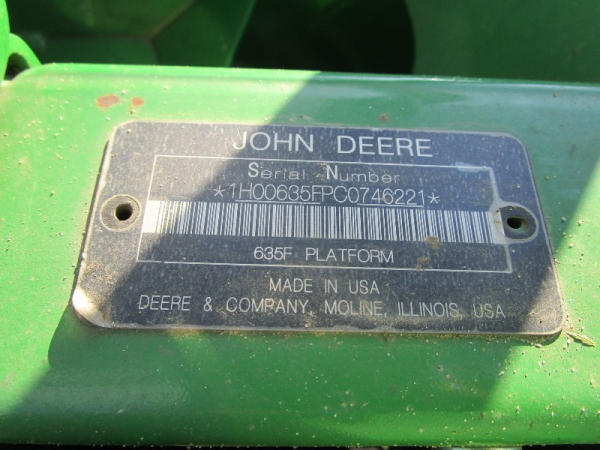 JOHN DEERE
Serial Number
*1H00635FPC0746221*
635F PLATFORM
MADE IN USA
DEERE & COMPANY, MOLINE, ILLINOIS, USA